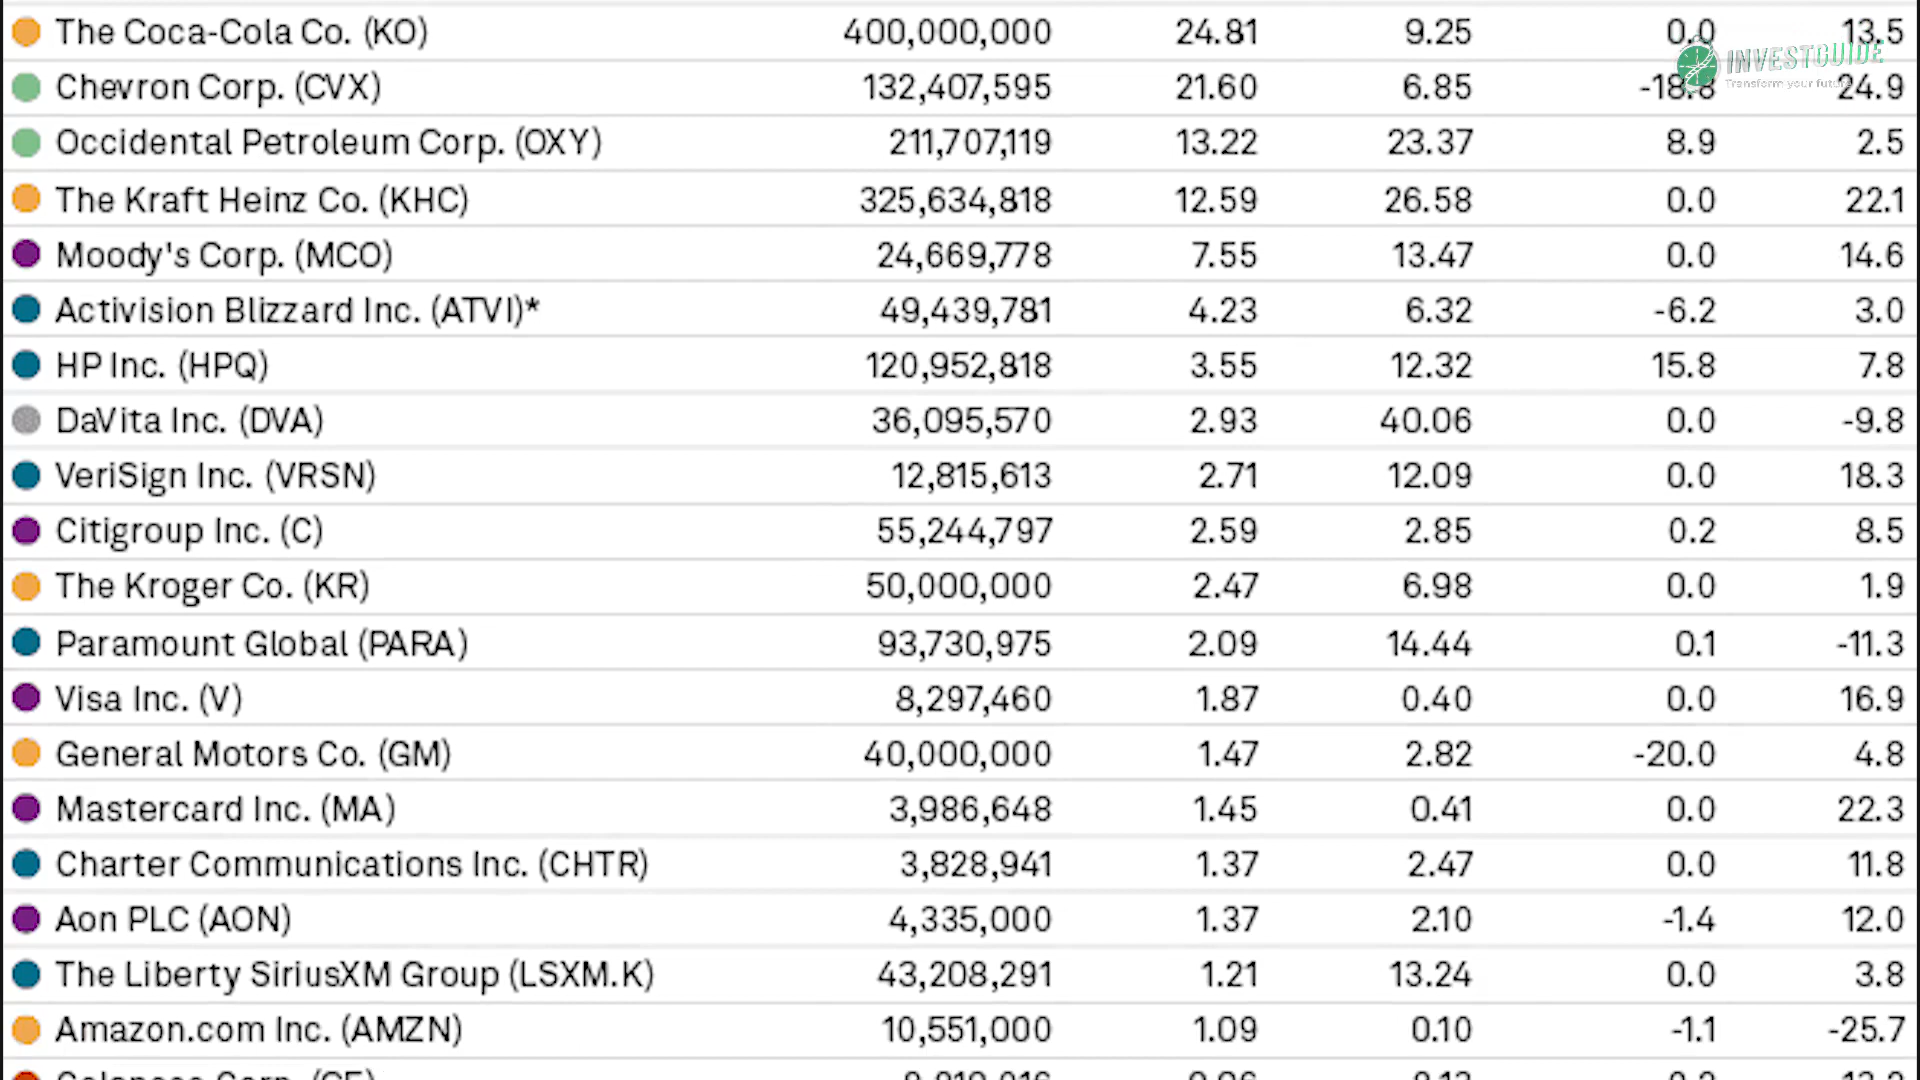 The Coca-Cola Co. (KO) 400,000,000 24.81 9.25 0.0 13.5
INVESTGUIDE
Chevron Corp. (CVX) 132,407,595 21.60 6.85 -18.8 24.9
Transform your future
Occidental Petroleum Corp. (OXY) 211,707,119 13.22 23.37 8.9 2.5
The Kraft Heinz Co. (KHC) 325,634,818 12.59 26.58 0.0 22.1
Moody's Corp. (MCO) 24,669,778 7.55 13.47 0.0 14.6
Activision Blizzard Inc. (ATVI)* 49,439,781 4.23 6.32 -6.2 3.0
HP Inc. (HPQ) 120,952,818 3.55 12.32 15.8 7.8
DaVita Inc. (DVA) 36,095,570 2.93 40.06 0.0 -9.8
VeriSign Inc. (VRSN) 12,815,613 2.71 12.09 0.0 18.3
Citigroup Inc. (C) 55,244,797 2.59 2.85 0.2 8.5
The Kroger Co. (KR) 50,000,000 2.47 6.98 0.0 1.9
Paramount Global (PARA) 93,730,975 2.09 14.44 0.1 -11.3
Visa Inc. (V) 8,297,460 1.87 0.40 0.0 16.9
General Motors Co. (GM) 40,000,000 1.47 2.82 -20.0 4.8
Mastercard Inc. (MA) 3,986,648 1.45 0.41 0.0 22.3
Charter Communications Inc. (CHTR) 3,828,941 1.37 2.47 0.0 11.8
Aon PLC (AON) 4,335,000 1.37 2.10 -1.4 12.0
The Liberty SiriusXM Group (LSXM.K) 43,208,291 1.21 13.24 0.0 3.8
Amazon.com Inc. (AMZN) 10,551,000 1.09 0.10 -1.1 -25.7